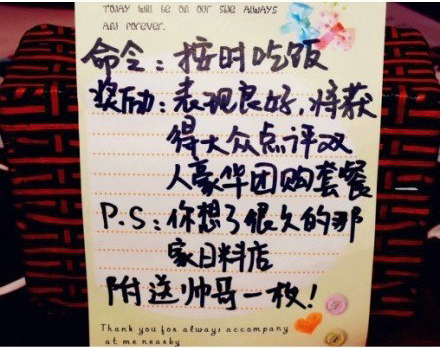 TODAY WILL BE ON OUR SIDE ALWAYS
AND FOREVER.
命令：按时吃饭
奖励：表现良好，将获
得大众点评双
人豪华团购套餐
P.S：你想了很久的那
家日料店
附送帅哥一枚！
Thank you for always accompany
at me nearby